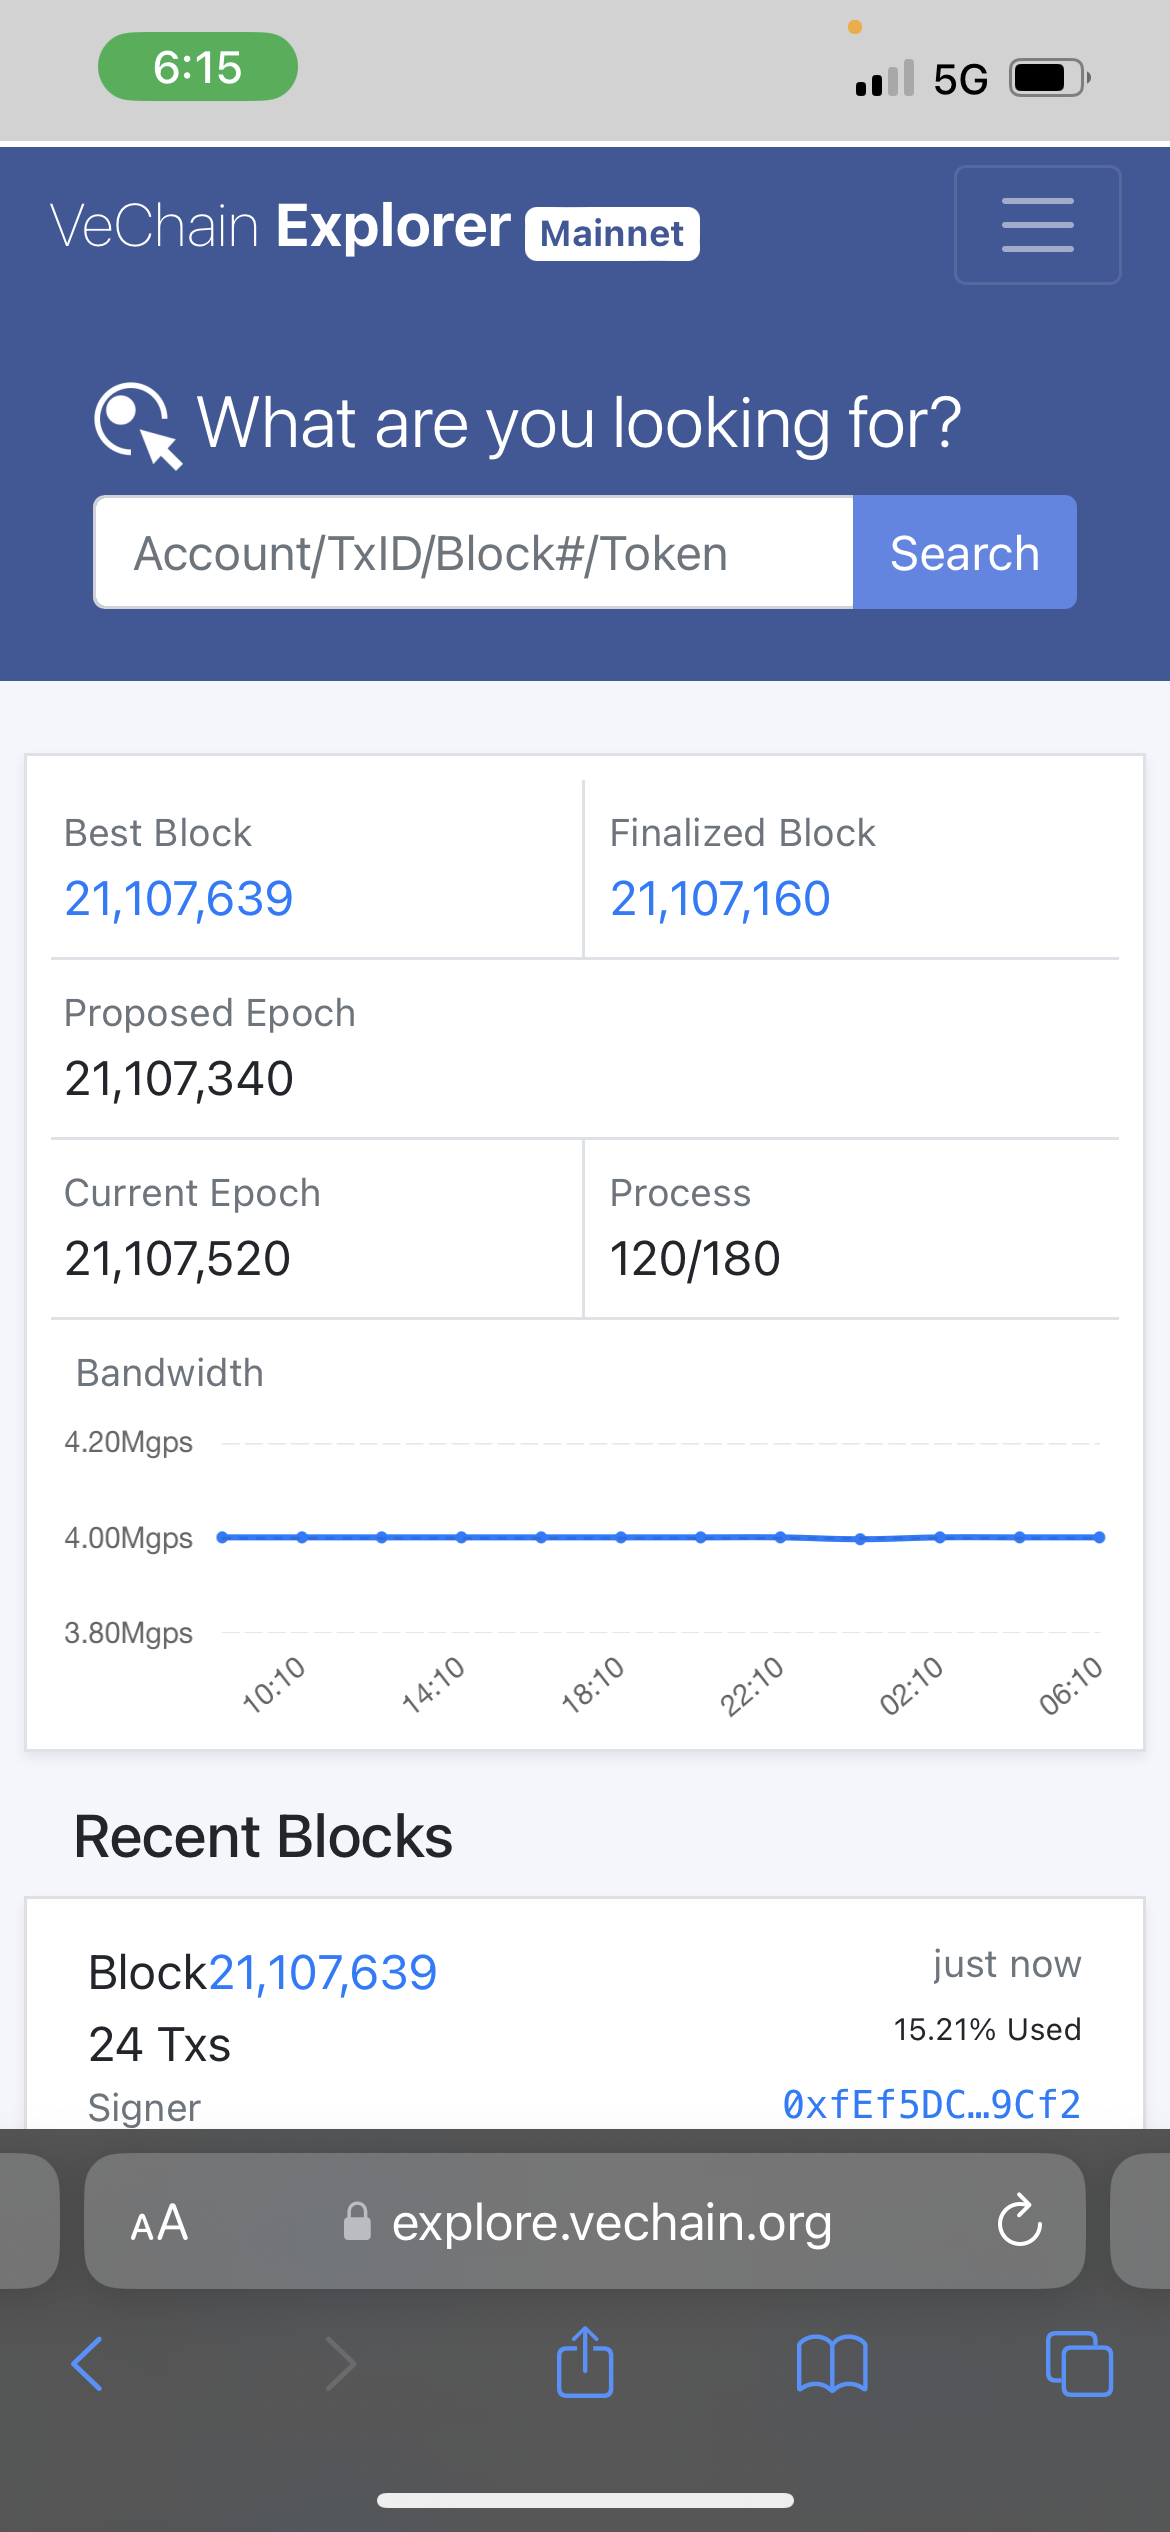 6:15
5G
VeChain Explorer Mainnet
What are you looking for?
Account/TxID/Block#/Token
Search
Best Block
21,107,639
Finalized Block
21,107,160
Proposed Epoch
21,107,340
Current Epoch
21,107,520
Process
120/180
Bandwidth
4.20Mgps
4.00Mgps
3.80Mgps
10:10 14:10 18:10 22:10 02:10 06:10
Recent Blocks
Block21,107,639
just now
24 Txs
15.21% Used
Signer
0xfEf5DC…9Cf2
AA
explore.vechain.org